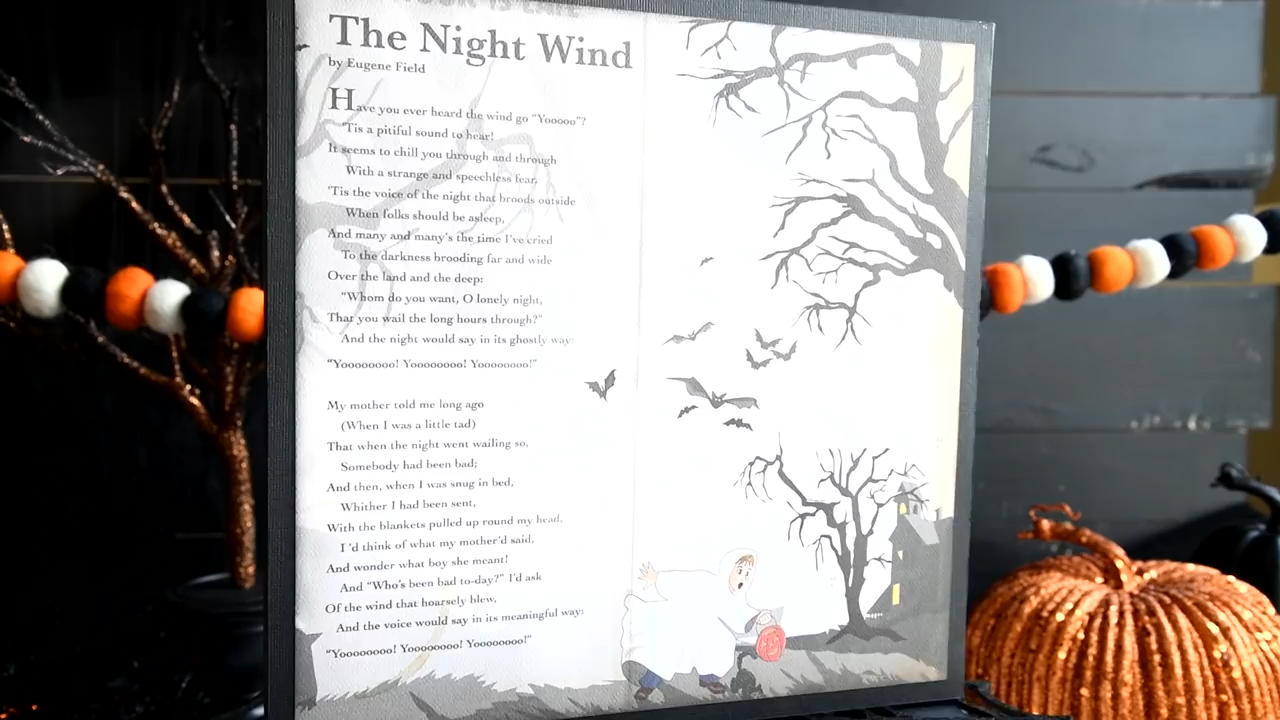 The Night Wind
by Eugene Field
Have you ever heard the wind go "Yooooo"?
'Tis a pitiful sound to hear!
It seems to chill you through and through
With a strange and speechless fear.
'Tis the voice of the night that broods outside
When folks should be asleep,
And many and many's the time I've cried
To the darkness brooding far and wide
Over the land and the deep:
"Whom do you want, O lonely night,
That you wail the long hours through?"
And the night would say in its ghostly way:
"Yoooooooo! Yoooooooo! Yoooooooo!"
My mother told me long ago
(When I was a little tad)
That when the night went wailing so,
Somebody had been bad;
And then, when I was snug in bed,
Whither I had been sent,
With the blankets pulled up round my head,
I'd think of what my mother'd said,
And wonder what boy she meant!
And "Who's been bad to-day?" I'd ask
Of the wind that hoarsely blew,
And the voice would say in its meaningful way:
"Yoooooooo! Yoooooooo! Yoooooooo!"